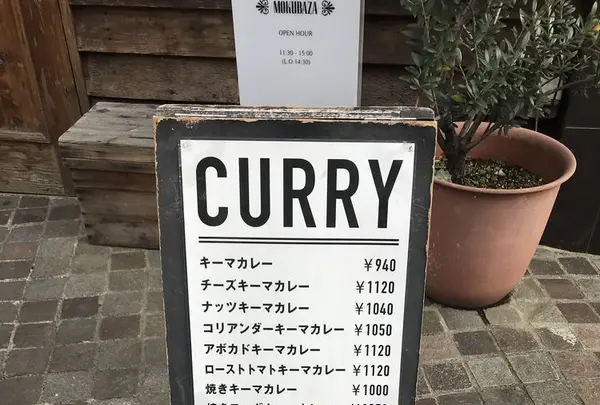 MOKUBAZA
OPEN HOUR
11:30 - 15:00
(L.O 14:30)
CURRY
キーマカレー ￥940
チーズキーマカレー ￥1120
ナッツキーマカレー ￥1040
コリアンダーキーマカレー ￥1050
アボカドキーマカレー ￥1120
ローストトマトキーマカレー ￥1120
焼きキーマカレー ￥1000